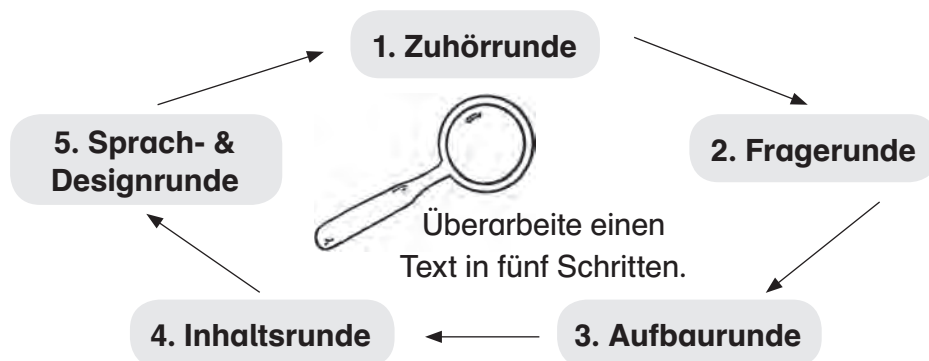 1. Zuhörrunde
2. Fragerunde
3. Aufbaurunde
4. Inhaltsrunde
5. Sprach- &
Designrunde
Überarbeite einen
Text in fünf Schritten.